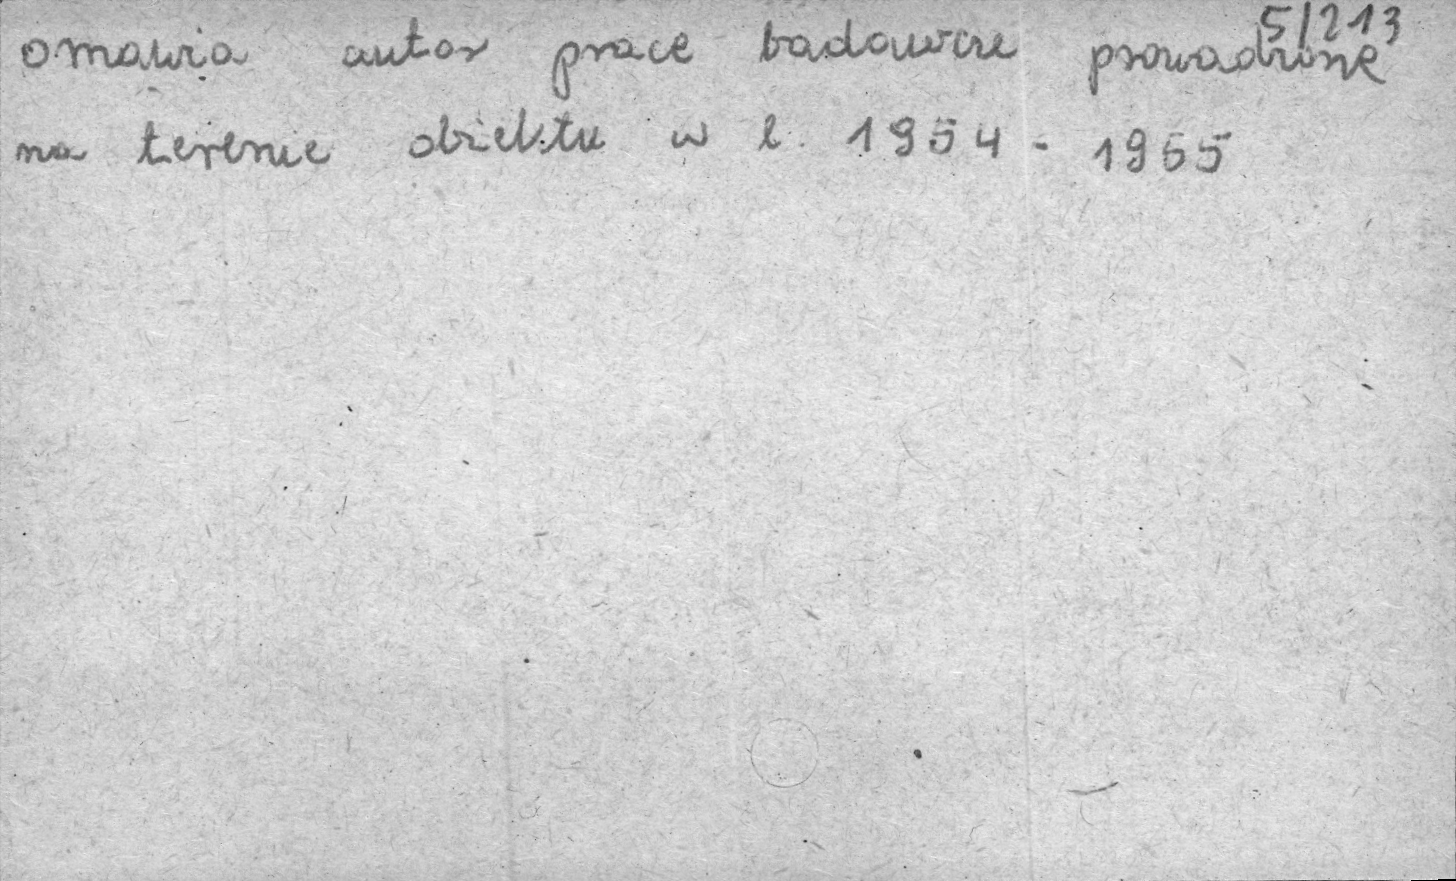 5/213
omawia autor prace badawcze prowadzone
na terenie obiektu w l. 1954 - 1955